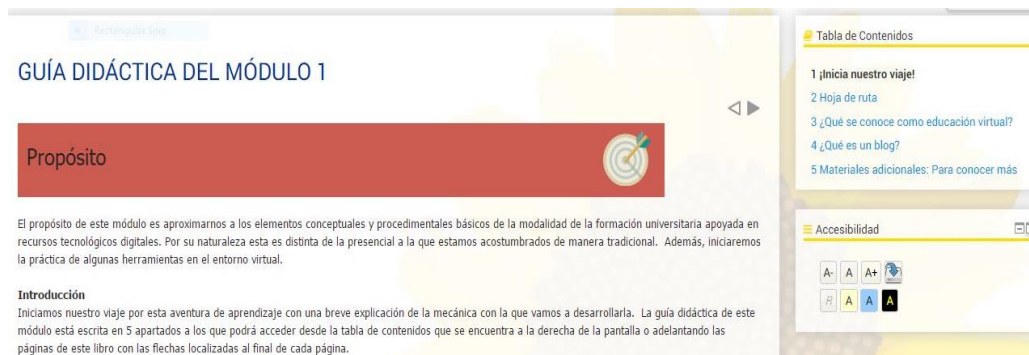 Rectangular Snip
GUÍA DIDÁCTICA DEL MÓDULO 1
Propósito
El propósito de este módulo es aproximarnos a los elementos conceptuales y procedimentales básicos de la modalidad de la formación universitaria apoyada en
recursos tecnológicos digitales. Por su naturaleza esta es distinta de la presencial a la que estamos acostumbrados de manera tradicional. Además, iniciaremos
la práctica de algunas herramientas en el entorno virtual.
Introducción
Iniciamos nuestro viaje por esta aventura de aprendizaje con una breve explicación de la mecánica con la que vamos a desarrollarla. La guía didáctica de este
módulo está escrita en 5 apartados a los que podrá acceder desde la tabla de contenidos que se encuentra a la derecha de la pantalla o adelantando las
páginas de este libro con las flechas localizadas al final de cada página.
Tabla de Contenidos
1 ¡Inicia nuestro viaje!
2 Hoja de ruta
3 ¿Qué se conoce como educación virtual?
4 ¿Qué es un blog?
5 Materiales adicionales: Para conocer más
Accesibilidad
A- A A+
R A A A